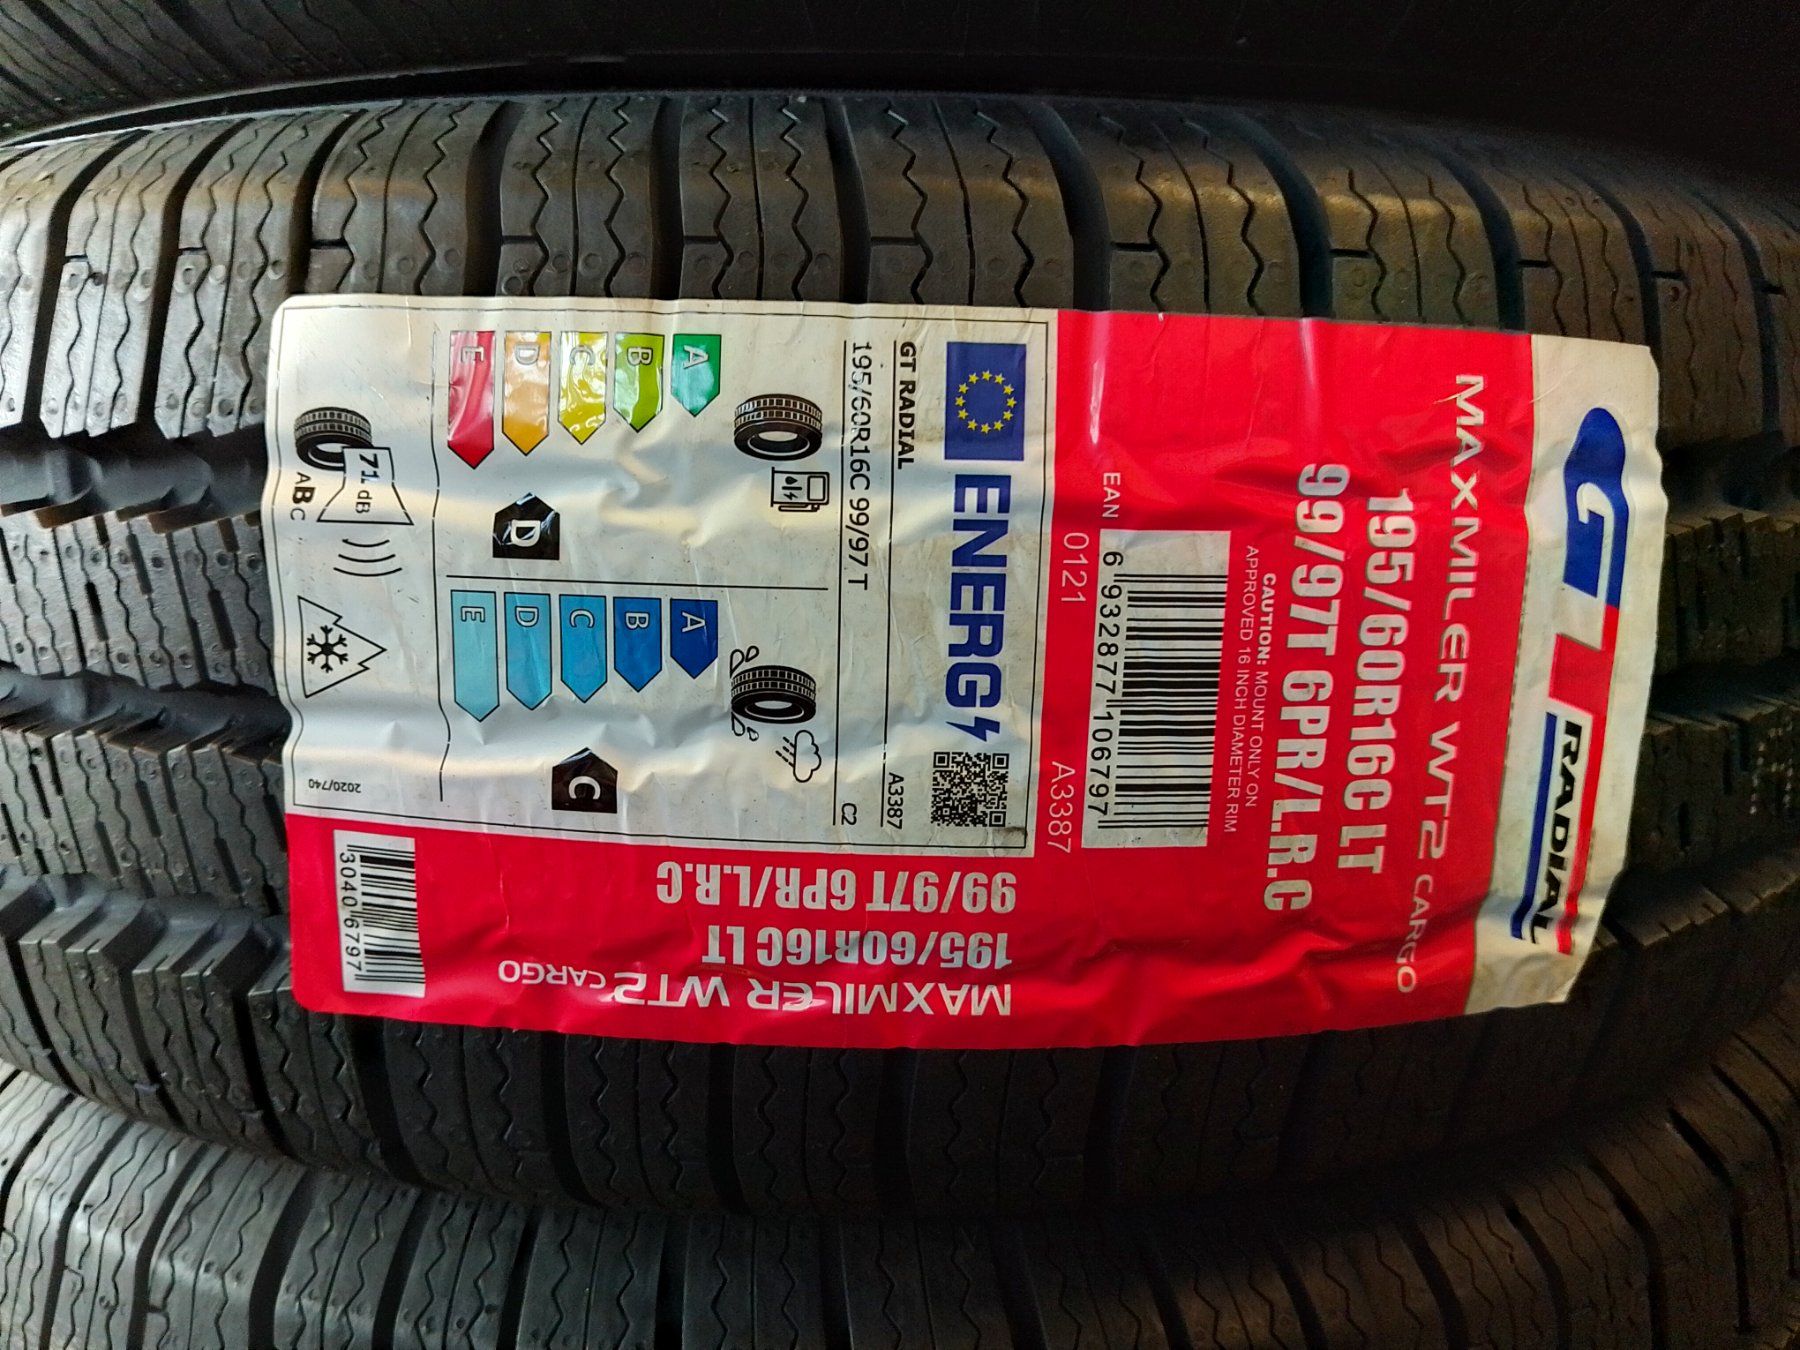 GT RADIAL
MAXMILER WT2 CARGO
195/60R16C LT
99/97T 6PR/L.R.C
CAUTION: MOUNT ONLY ON
APPROVED 16 INCH DIAMETER RIM
EAN
6 932877 106797
0121
A3387
ENERG
GT RADIAL
A3387
195/60R16C 99/97T
C2
A
B
C
D
E
D
A
B
C
D
E
C
71 dB
ABC
2020/740
MAXMILER WT2 CARGO
195/60R16C LT
99/97T 6PR/L.R.C
3040 6797